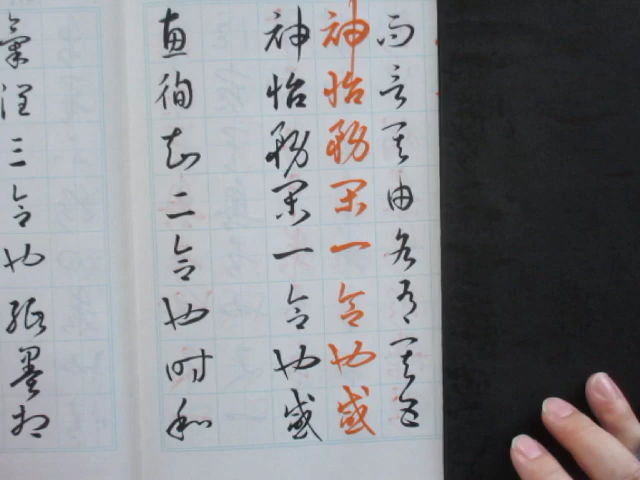 而言其由各有其五
神怡務閑一合也感
神怡務閑一合也感
惠徇知二合也時和
氣潤三合也紙墨相